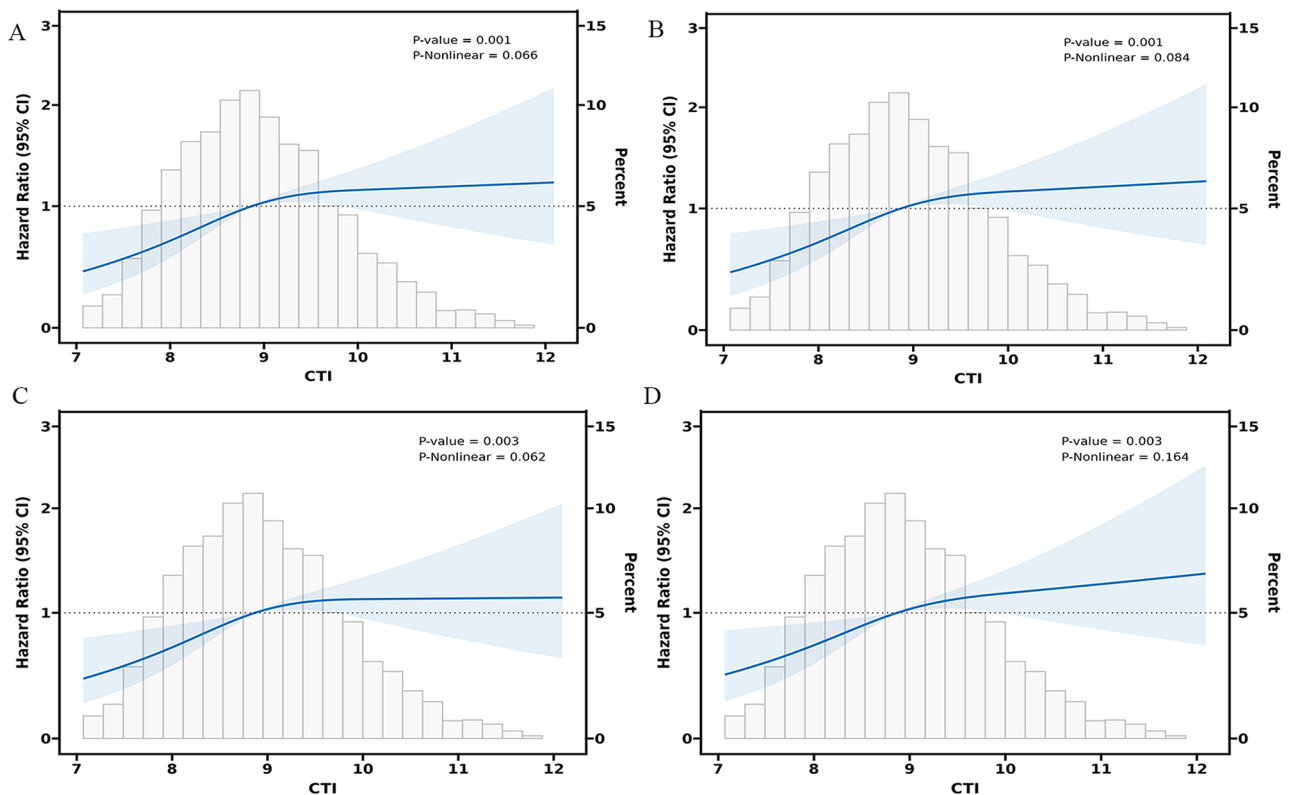 A
P-value = 0.001
P-Nonlinear = 0.066
Hazard Ratio (95% CI)
3
2
1
0
15
10
5
0
Percent
7 8 9 10 11 12
CTI
B
P-value = 0.001
P-Nonlinear = 0.084
Hazard Ratio (95% CI)
3
2
1
0
15
10
5
0
Percent
7 8 9 10 11 12
CTI
C
P-value = 0.003
P-Nonlinear = 0.062
Hazard Ratio (95% CI)
3
2
1
0
15
10
5
0
Percent
7 8 9 10 11 12
CTI
D
P-value = 0.003
P-Nonlinear = 0.164
Hazard Ratio (95% CI)
3
2
1
0
15
10
5
0
Percent
7 8 9 10 11 12
CTI